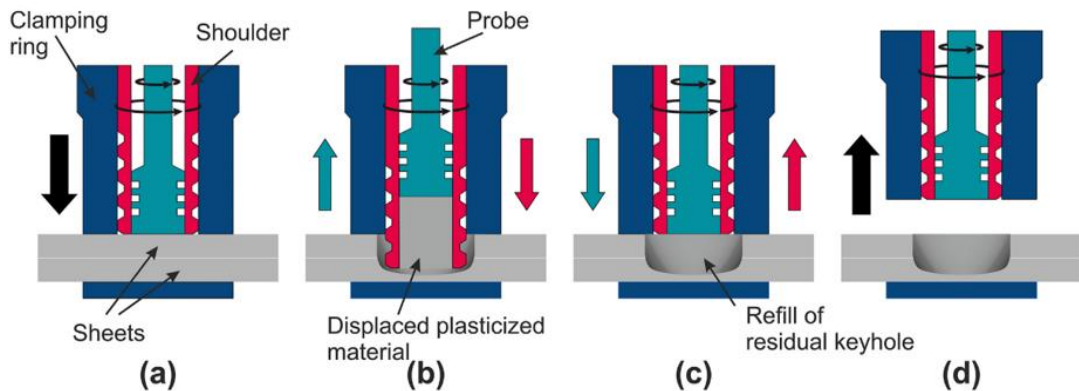 Clamping
ring
Shoulder
Probe
Sheets
Displaced plasticized
material
Refill of
residual keyhole
(a)
(b)
(c)
(d)